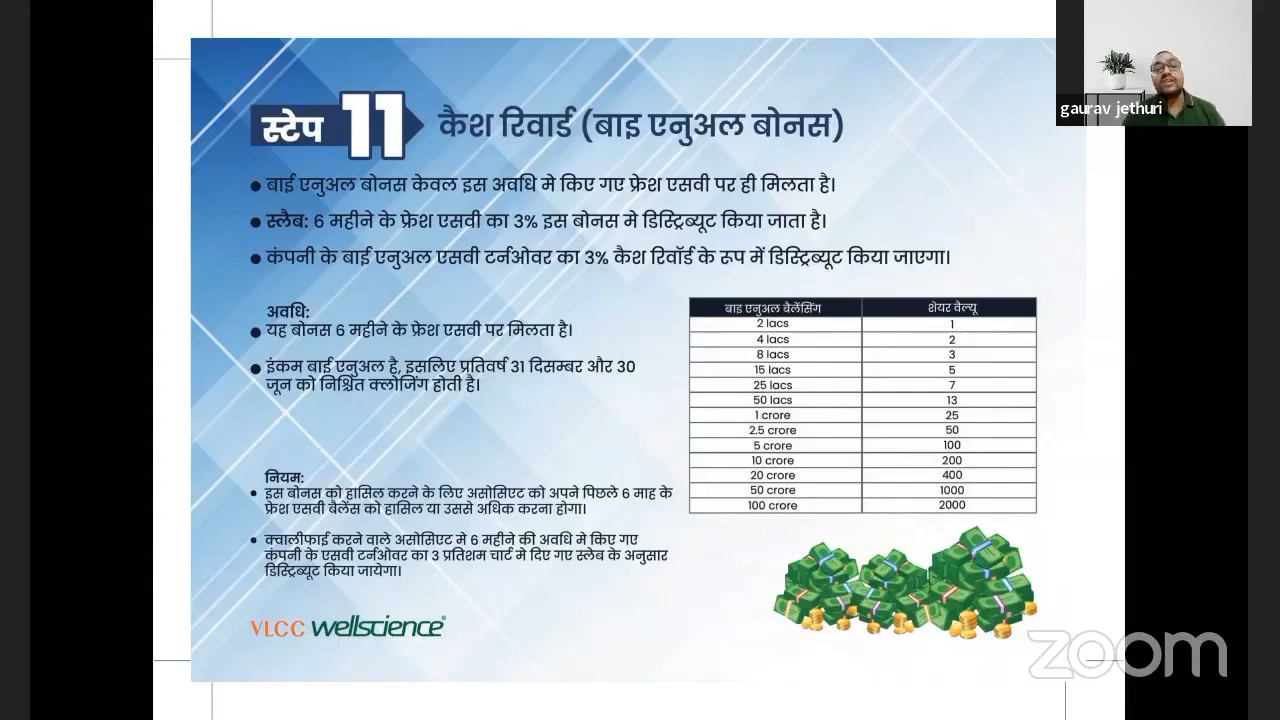 gaurav jethuri
स्टेप 11 कैश रिवार्ड (बाइ एनुअल बोनस)
● बाई एनुअल बोनस केवल इस अवधि मे किए गए फ्रेश एसवी पर ही मिलता है।
● स्लैब: 6 महीने के फ्रेश एसवी का 3% इस बोनस मे डिस्ट्रिब्यूट किया जाता है।
● कंपनी के बाई एनुअल एसवी टर्नओवर का 3% कैश रिवॉर्ड के रूप में डिस्ट्रिब्यूट किया जाएगा।
अवधि:
● यह बोनस 6 महीने के फ्रेश एसवी पर मिलता है।
● इंकम बाई एनुअल है, इसलिए प्रतिवर्ष 31 दिसम्बर और 30
जून को निश्चित क्लोजिंग होती है।
बाइ एनुअल बैलेंसिंग शेयर वैल्यू
2 lacs 1
4 lacs 2
8 lacs 3
15 lacs 5
25 lacs 7
50 lacs 13
1 crore 25
2.5 crore 50
5 crore 100
10 crore 200
20 crore 400
50 crore 1000
100 crore 2000
नियम:
• इस बोनस को हासिल करने के लिए असोसिएट को अपने पिछले 6 माह के
फ्रेश एसवी बैलेंस को हासिल या उससे अधिक करना होगा।
• क्वालीफाई करने वाले असोसिएट मे 6 महीने की अवधि मे किए गए
कंपनी के एसवी टर्नओवर का 3 प्रतिशम चार्ट मे दिए गए स्लैब के अनुसार
डिस्ट्रिब्यूट किया जायेगा।
VLCC wellscience®
zoom